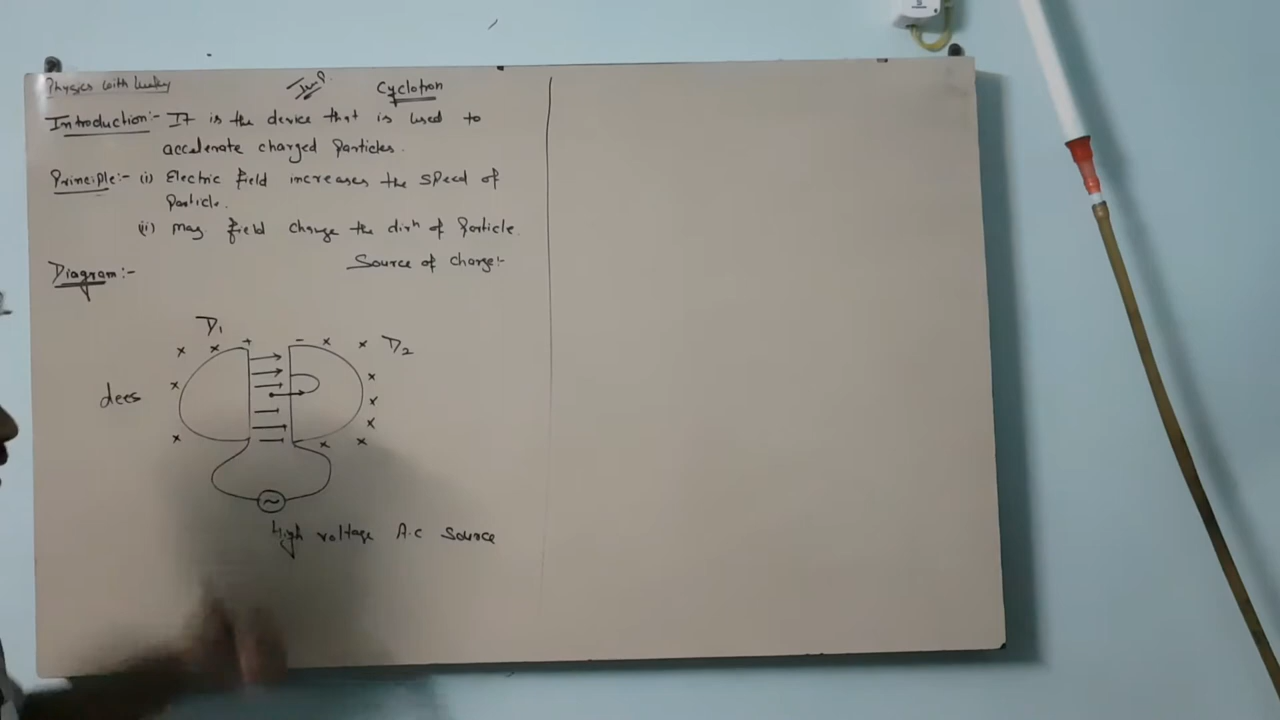 Physics with Lucky
Imp.
Cyclotron
Introduction:- It is the device that is used to
accelerate charged Particles.
Principle:- (i) Electric field increases the speed of
Particle.
(ii) mag field change the dirn of Particle.
Source of charge:-
Diagram:-
D1
+ -
D2
dees
~
High voltage A.C Source